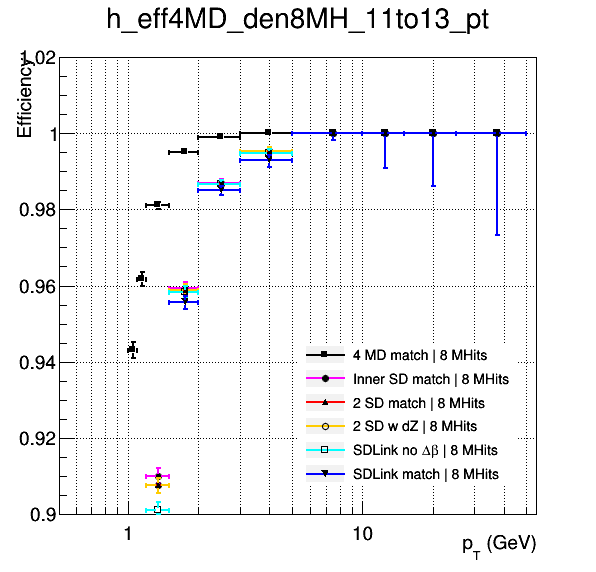 h_eff4MD_den8MH_11to13_pt
Efficiency
1.02
1
0.98
0.96
0.94
0.92
0.9
4 MD match | 8 MHits
Inner SD match | 8 MHits
2 SD match | 8 MHits
2 SD w dZ | 8 MHits
SDLink no Δβ | 8 MHits
SDLink match | 8 MHits
1
10
p_T (GeV)